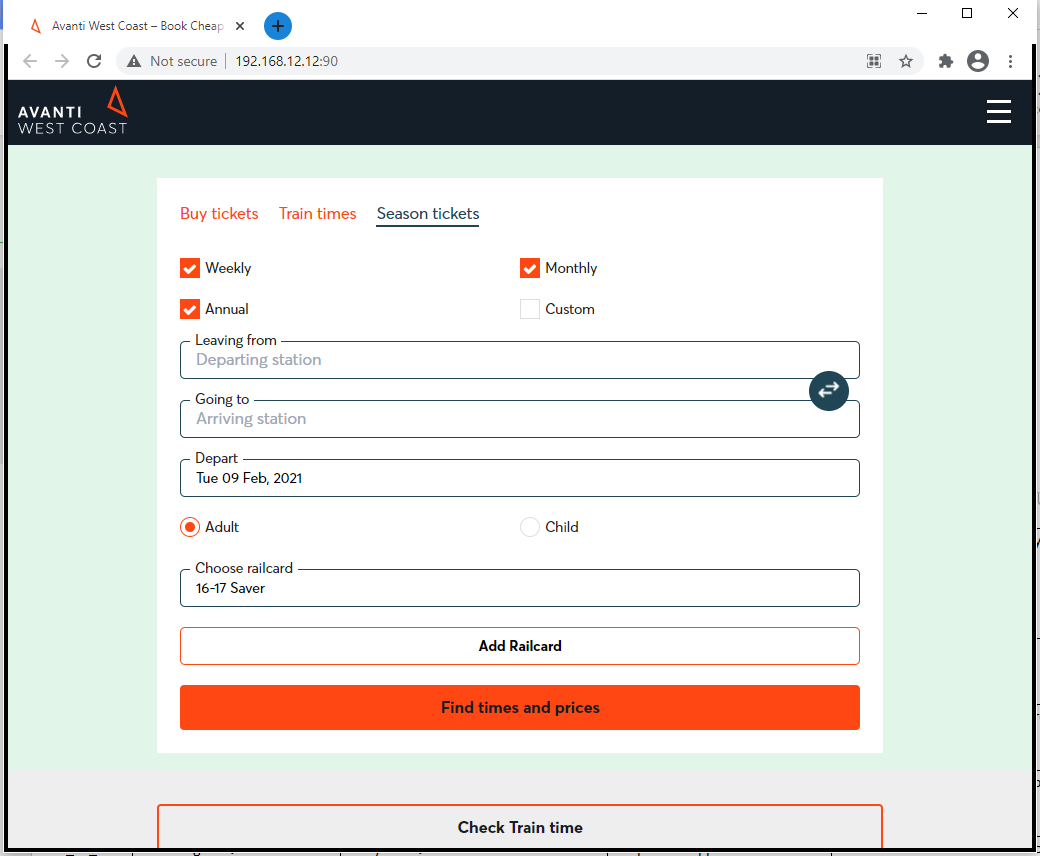 Avanti West Coast – Book Cheap
Not secure
192.168.12.12:90
AVANTI
WEST COAST
Buy tickets Train times Season tickets
Weekly Monthly
Annual Custom
Leaving from
Departing station
Going to
Arriving station
Depart
Tue 09 Feb, 2021
Adult Child
Choose railcard
16-17 Saver
Add Railcard
Find times and prices
Check Train time